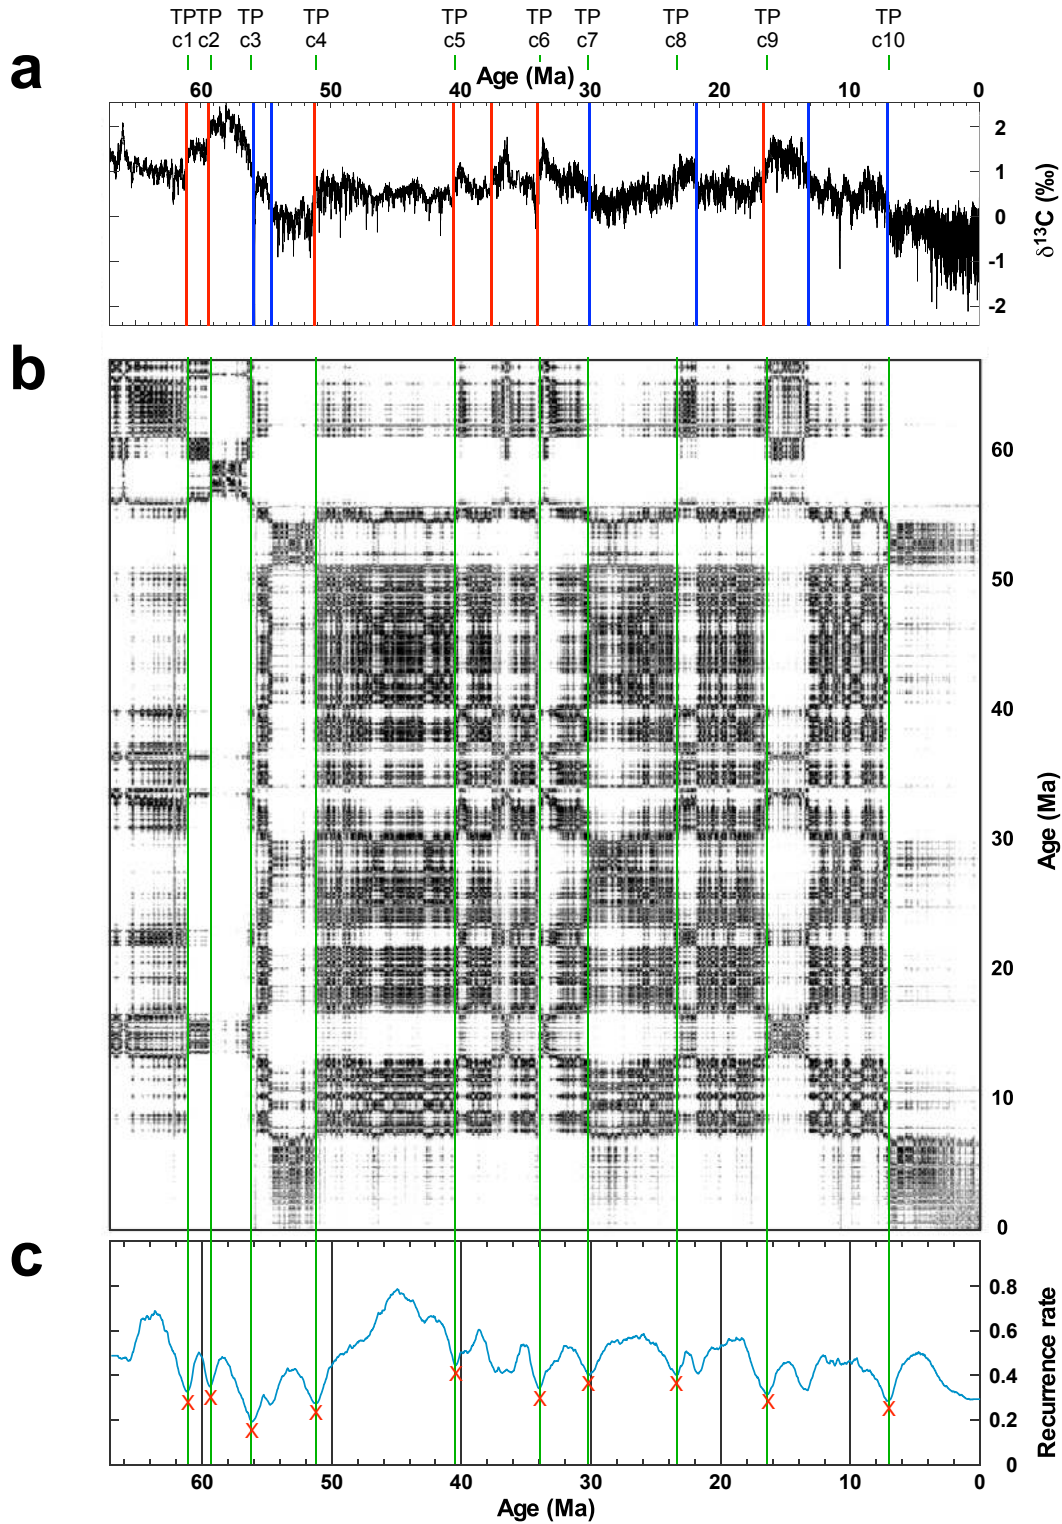 TP TP TP TP TP TP TP TP TP TP
c1 c2 c3 c4 c5 c6 c7 c8 c9 c10
a
Age (Ma)
60 50 40 30 20 10 0
2
1
0
-1
-2
δ13C (‰)
b
60
50
40
30
20
10
0
Age (Ma)
c
0.8
0.6
0.4
0.2
0
Recurrence rate
60 50 40 30 20 10 0
Age (Ma)